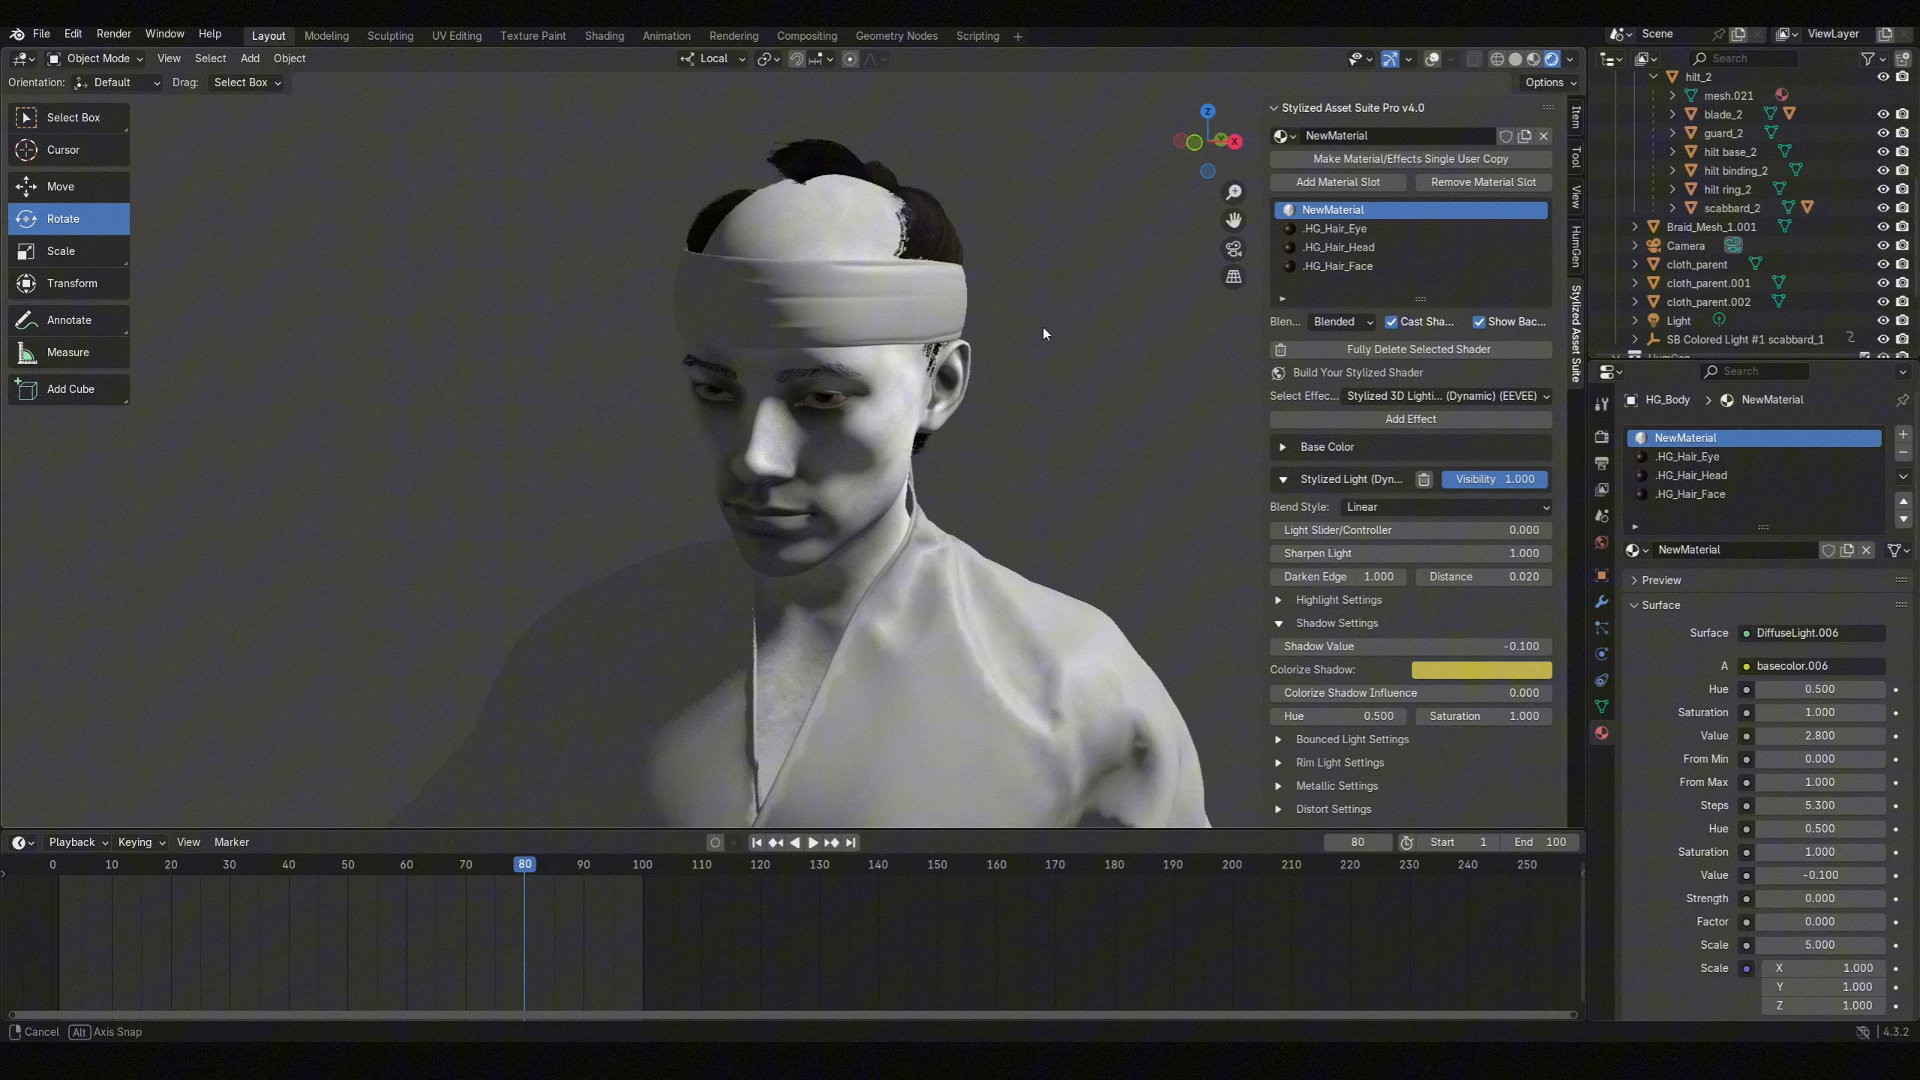 File Edit Render Window Help Layout Modeling Sculpting UV Editing Texture Paint Shading Animation Rendering Compositing Geometry Nodes Scripting + Scene ViewLayer
Object Mode View Select Add Object Local Search
Orientation: Default Drag: Select Box Options
Select Box
Cursor
Move
Rotate
Scale
Transform
Annotate
Measure
Add Cube
Z
Y
X
Stylized Asset Suite Pro v4.0
NewMaterial
Make Material/Effects Single User Copy
Add Material Slot Remove Material Slot
NewMaterial
.HG_Hair_Eye
.HG_Hair_Head
.HG_Hair_Face
Blen... Blended Cast Sha... Show Bac...
Fully Delete Selected Shader
Build Your Stylized Shader
Select Effec... Stylized 3D Lighti... (Dynamic) (EEVEE)
Add Effect
Base Color
Stylized Light (Dyn... Visibility 1.000
Blend Style: Linear
Light Slider/Controller 0.000
Sharpen Light 1.000
Darken Edge 1.000 Distance 0.020
Highlight Settings
Shadow Settings
Shadow Value -0.100
Colorize Shadow:
Colorize Shadow Influence 0.000
Hue 0.500 Saturation 1.000
Bounced Light Settings
Rim Light Settings
Metallic Settings
Distort Settings
Item
Tool
View
HumGen
Stylized Asset Suite
hilt_2
mesh.021
blade_2
guard_2
hilt base_2
hilt binding_2
hilt ring_2
scabbard_2
Braid_Mesh_1.001
Camera
cloth_parent
cloth_parent.001
cloth_parent.002
Light
SB Colored Light #1 scabbard_1
Search
HG_Body > NewMaterial
NewMaterial
.HG_Hair_Eye
.HG_Hair_Head
.HG_Hair_Face
NewMaterial
Preview
Surface
Surface DiffuseLight.006
A basecolor.006
Hue 0.500
Saturation 1.000
Value 2.800
From Min 0.000
From Max 1.000
Steps 5.300
Hue 0.500
Saturation 1.000
Value -0.100
Strength 0.000
Factor 0.000
Scale 5.000
Scale X 1.000
Y 1.000
Z 1.000
Playback Keying View Marker 80 Start 1 End 100
0 10 20 30 40 50 60 70 80 90 100 110 120 130 140 150 160 170 180 190 200 210 220 230 240 250
Cancel Alt Axis Snap 4.3.2